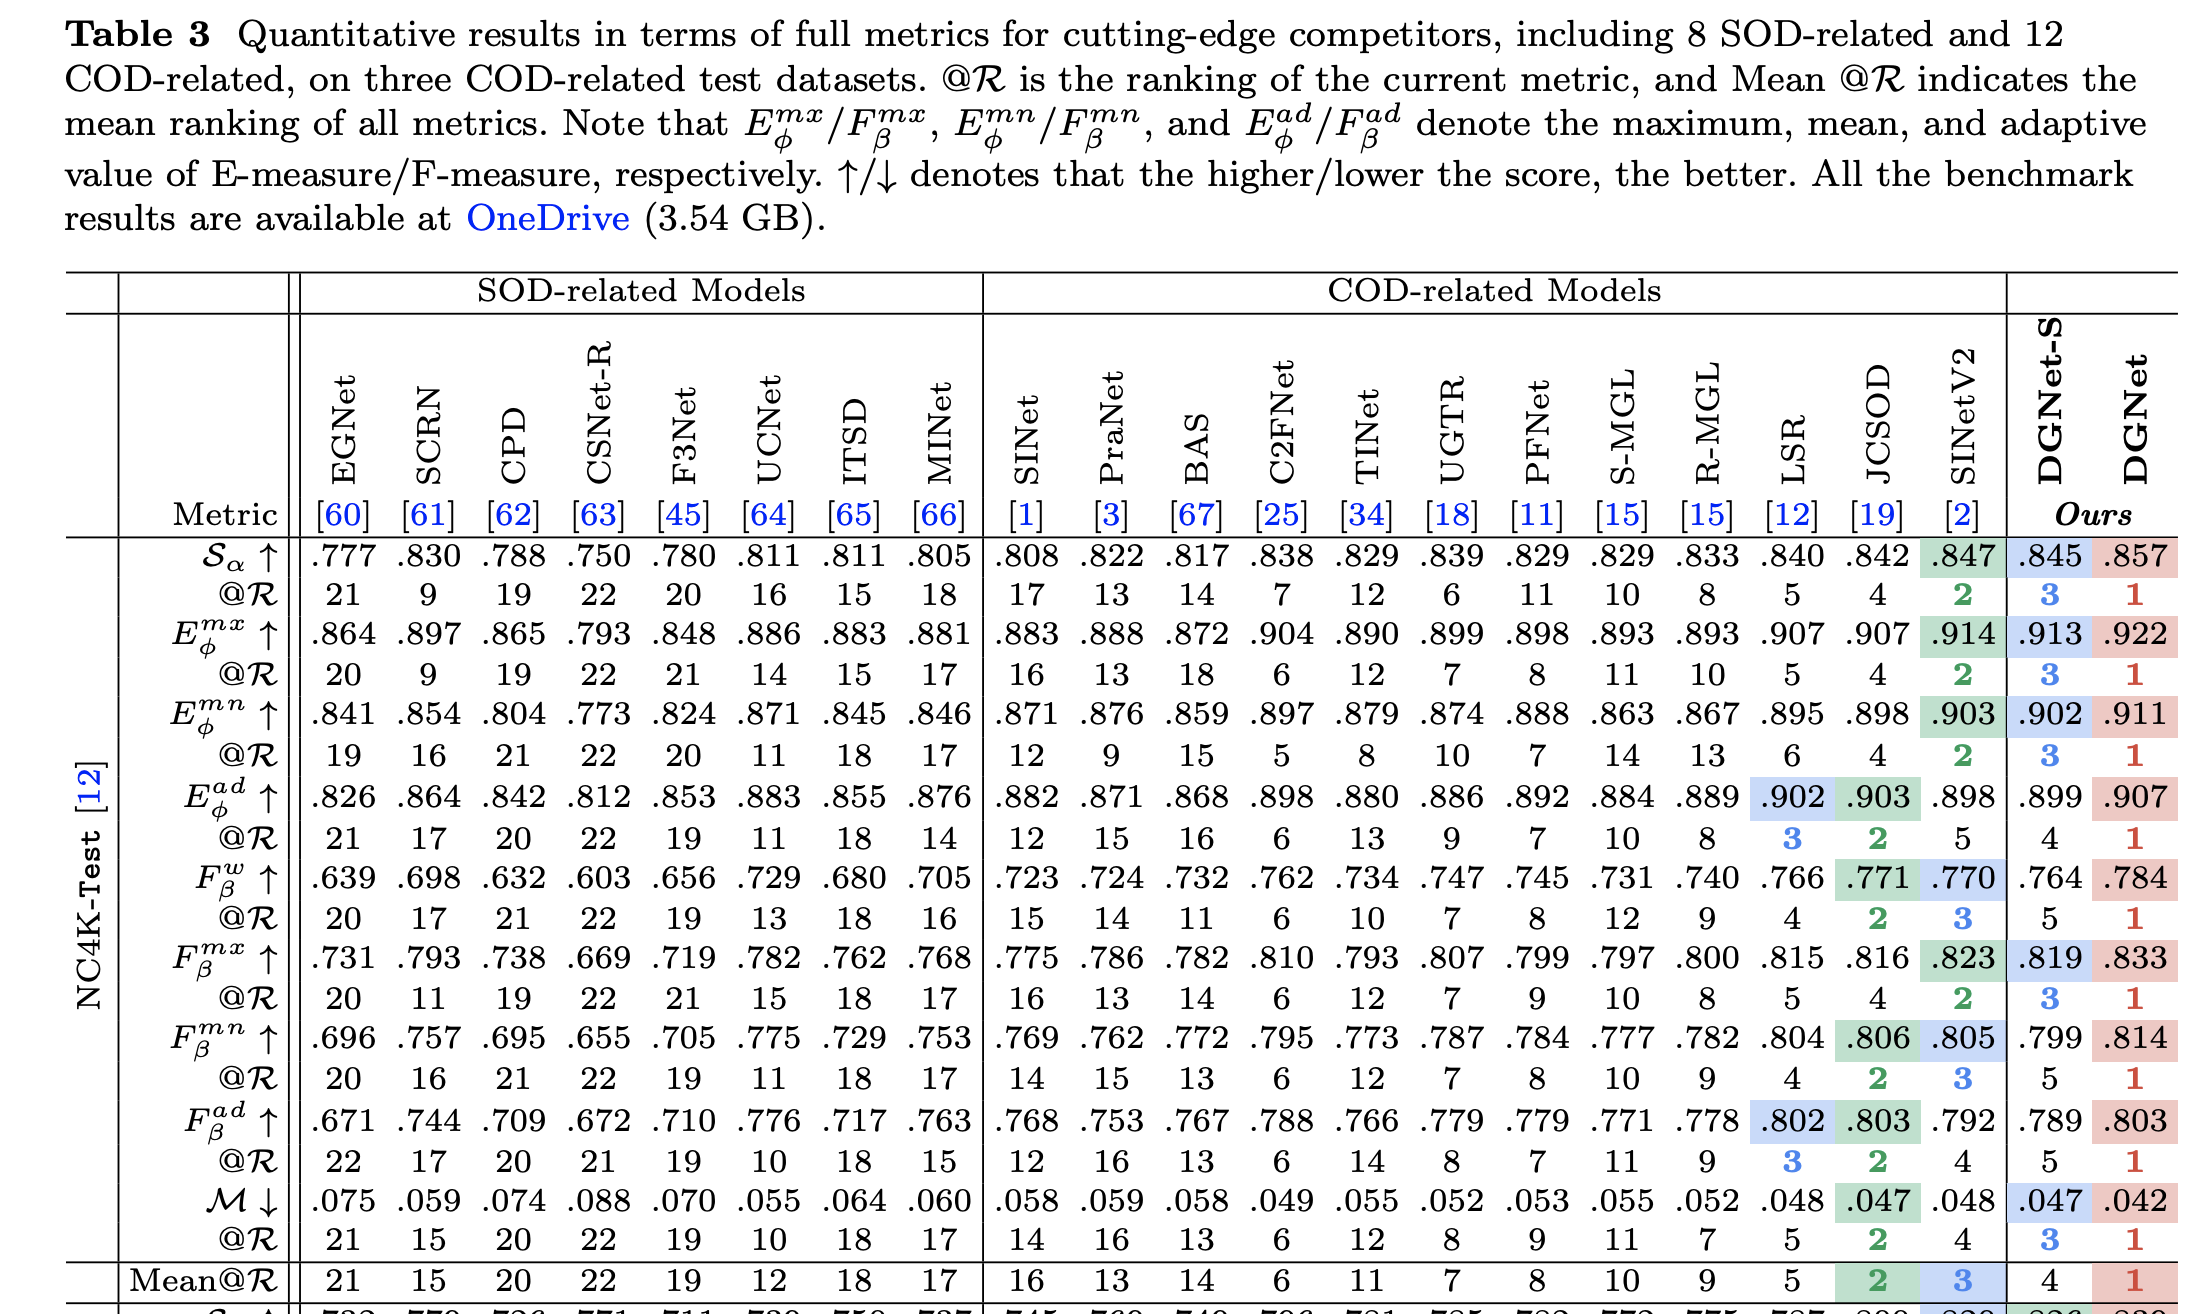 Table 3 Quantitative results in terms of full metrics for cutting-edge competitors, including 8 SOD-related and 12
COD-related, on three COD-related test datasets. @R is the ranking of the current metric, and Mean @R indicates the
mean ranking of all metrics. Note that E_ϕ^mx/F_β^mx, E_ϕ^mn/F_β^mn, and E_ϕ^ad/F_β^ad denote the maximum, mean, and adaptive
value of E-measure/F-measure, respectively. ↑/↓ denotes that the higher/lower the score, the better. All the benchmark
results are available at OneDrive (3.54 GB).
SOD-related Models COD-related Models
EGNet SCRN CPD CSNet-R F3Net UCNet ITSD MINet SINet PraNet BAS C2FNet TINet UGTR PFNet S-MGL R-MGL LSR JCSOD SINetV2 DGNet-S DGNet
Metric [60] [61] [62] [63] [45] [64] [65] [66] [1] [3] [67] [25] [34] [18] [11] [15] [15] [12] [19] [2] Ours
NC4K-Test [12]
S_α ↑ .777 .830 .788 .750 .780 .811 .811 .805 .808 .822 .817 .838 .829 .839 .829 .829 .833 .840 .842 .847 .845 .857
@R 21 9 19 22 20 16 15 18 17 13 14 7 12 6 11 10 8 5 4 2 3 1
E_ϕ^mx ↑ .864 .897 .865 .793 .848 .886 .883 .881 .883 .888 .872 .904 .890 .899 .898 .893 .893 .907 .907 .914 .913 .922
@R 20 9 19 22 21 14 15 17 16 13 18 6 12 7 8 11 10 5 4 2 3 1
E_ϕ^mn ↑ .841 .854 .804 .773 .824 .871 .845 .846 .871 .876 .859 .897 .879 .874 .888 .863 .867 .895 .898 .903 .902 .911
@R 19 16 21 22 20 11 18 17 12 9 15 5 8 10 7 14 13 6 4 2 3 1
E_ϕ^ad ↑ .826 .864 .842 .812 .853 .883 .855 .876 .882 .871 .868 .898 .880 .886 .892 .884 .889 .902 .903 .898 .899 .907
@R 21 17 20 22 19 11 18 14 12 15 16 6 13 9 7 10 8 3 2 5 4 1
F_β^w ↑ .639 .698 .632 .603 .656 .729 .680 .705 .723 .724 .732 .762 .734 .747 .745 .731 .740 .766 .771 .770 .764 .784
@R 20 17 21 22 19 13 18 16 15 14 11 6 10 7 8 12 9 4 2 3 5 1
F_β^mx ↑ .731 .793 .738 .669 .719 .782 .762 .768 .775 .786 .782 .810 .793 .807 .799 .797 .800 .815 .816 .823 .819 .833
@R 20 11 19 22 21 15 18 17 16 13 14 6 12 7 9 10 8 5 4 2 3 1
F_β^mn ↑ .696 .757 .695 .655 .705 .775 .729 .753 .769 .762 .772 .795 .773 .787 .784 .777 .782 .804 .806 .805 .799 .814
@R 20 16 21 22 19 11 18 17 14 15 13 6 12 7 8 10 9 4 2 3 5 1
F_β^ad ↑ .671 .744 .709 .672 .710 .776 .717 .763 .768 .753 .767 .788 .766 .779 .779 .771 .778 .802 .803 .792 .789 .803
@R 22 17 20 21 19 10 18 15 12 16 13 6 14 8 7 11 9 3 2 4 5 1
M ↓ .075 .059 .074 .088 .070 .055 .064 .060 .058 .059 .058 .049 .055 .052 .053 .055 .052 .048 .047 .048 .047 .042
@R 21 15 20 22 19 10 18 17 14 16 13 6 12 8 9 11 7 5 2 4 3 1
Mean@R 21 15 20 22 19 12 18 17 16 13 14 6 11 7 8 10 9 5 2 3 4 1